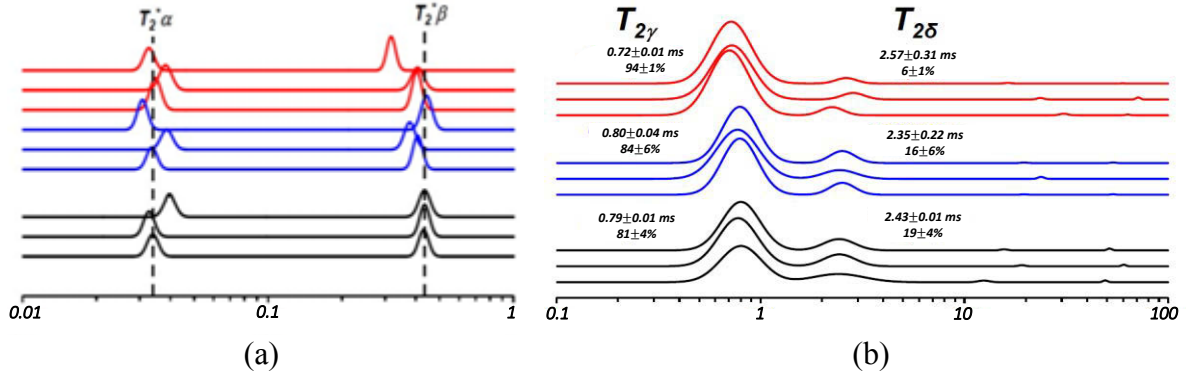 T₂*α
T₂*β
0.01
0.1
1
(a)
T₂γ
T₂δ
0.72±0.01 ms
94±1%
2.57±0.31 ms
6±1%
0.80±0.04 ms
84±6%
2.35±0.22 ms
16±6%
0.79±0.01 ms
81±4%
2.43±0.01 ms
19±4%
0.1
1
10
100
(b)